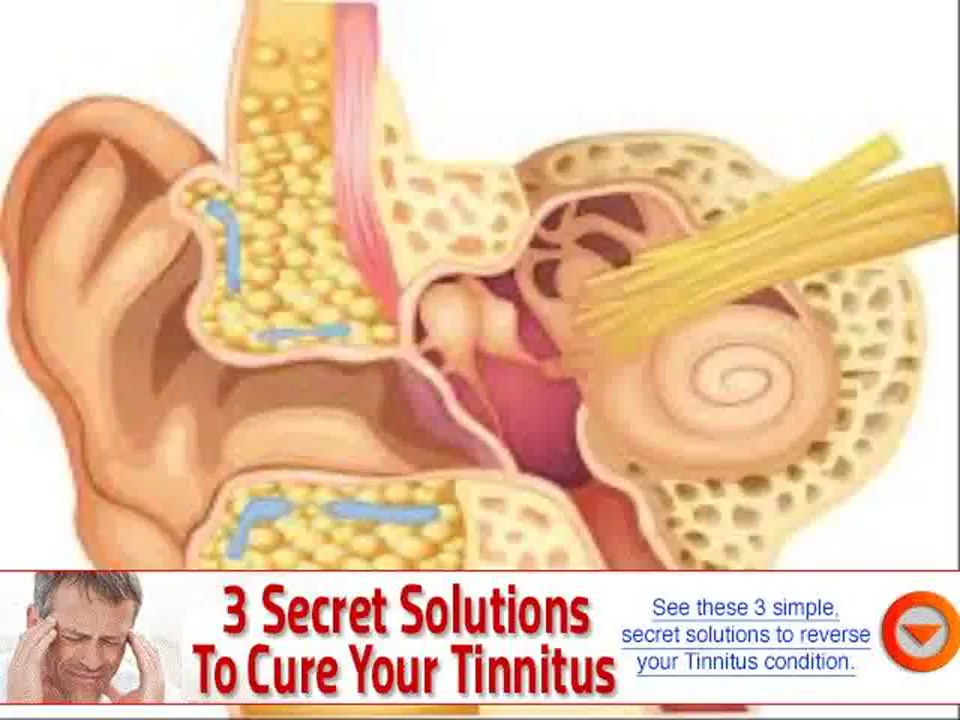 3 Secret Solutions
To Cure Your Tinnitus
See these 3 simple,
secret solutions to reverse
your Tinnitus condition.